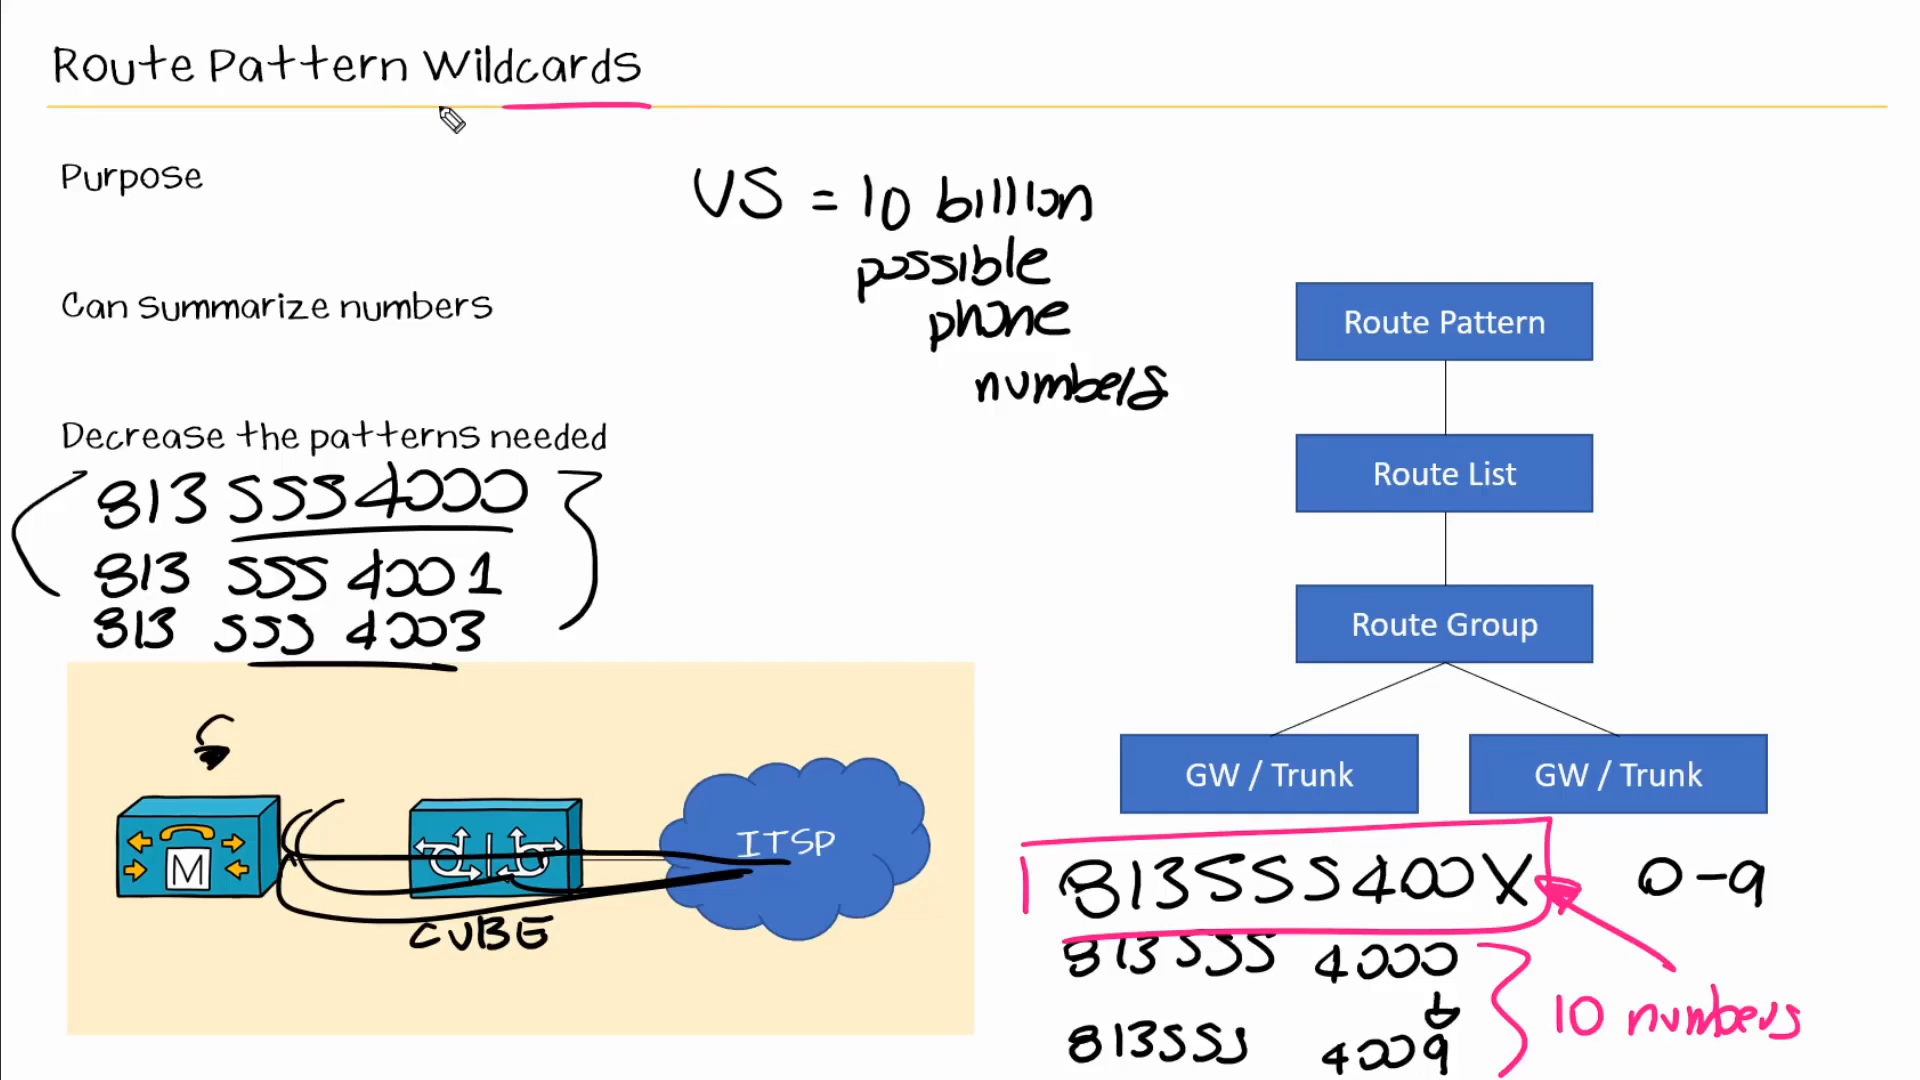 Route Pattern Wildcards
Purpose
Can summarize numbers
Decrease the patterns needed
US = 10 billion
possible
phone
numbers
813 555 4000
813 555 4001
813 555 4003
Route Pattern
Route List
Route Group
GW / Trunk
GW / Trunk
M
CUBE
ITSP
813555400X
0-9
813 555 4000
813555 4009
10 numbers